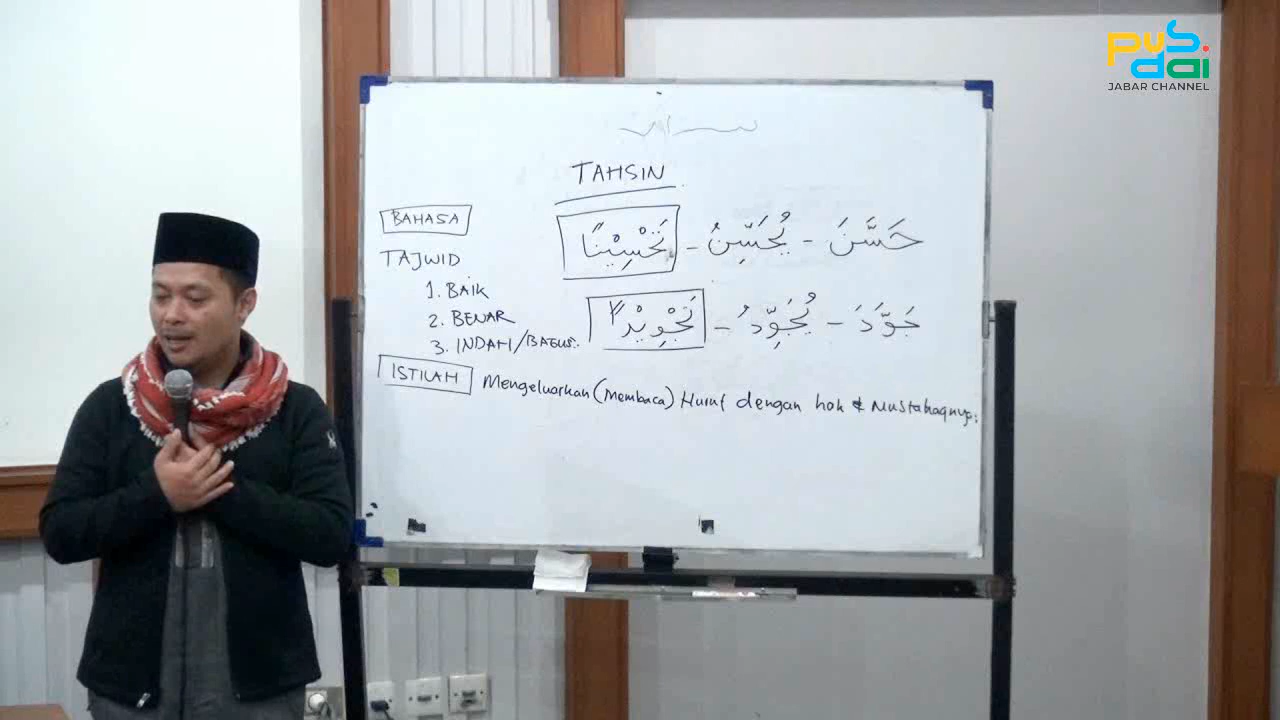 PUSDAI
JABAR CHANNEL
TAHSIN
BAHASA
حَسَّنَ - يُحَسِّنُ - تَحْسِيْنًا
TAJWID
1. BAIK
جَوَّدَ - يُجَوِّدُ - تَجْوِيْدٌ
2. BENAR
3. INDAH/BAGUS.
ISTILAH Mengeluarkan (Membaca) Huruf dengan hak & Mustahaqnya.